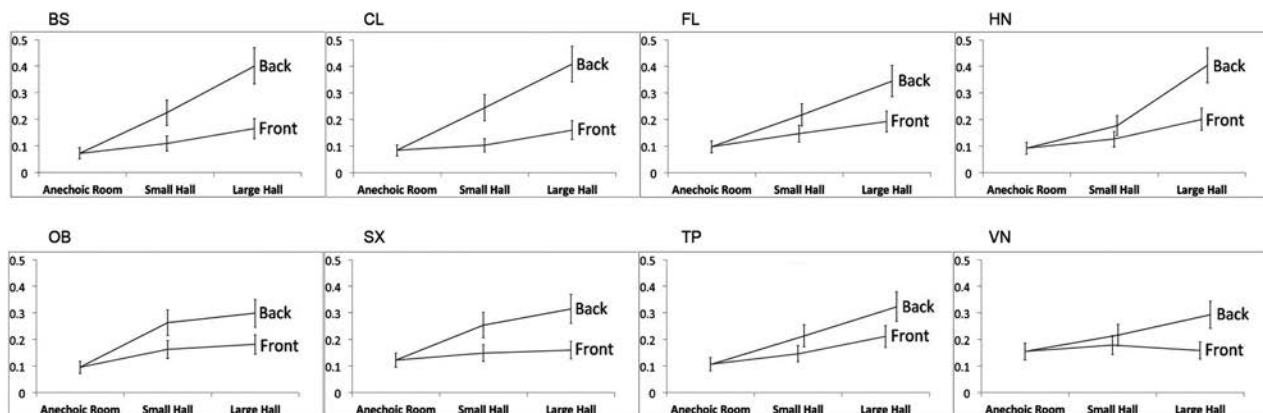 BS CL FL HN
0.5 0.5 0.5 0.5
0.4 Back 0.4 Back 0.4 Back 0.4 Back
0.3 0.3 0.3 0.3
0.2 Front 0.2 Front 0.2 Front 0.2 Front
0.1 0.1 0.1 0.1
0 0 0 0
Anechoic Room Small Hall Large Hall Anechoic Room Small Hall Large Hall Anechoic Room Small Hall Large Hall Anechoic Room Small Hall Large Hall
OB SX TP VN
0.5 0.5 0.5 0.5
0.4 0.4 0.4 0.4
0.3 Back 0.3 Back 0.3 Back 0.3 Back
0.2 Front 0.2 Front 0.2 Front 0.2 Front
0.1 0.1 0.1 0.1
0 0 0 0
Anechoic Room Small Hall Large Hall Anechoic Room Small Hall Large Hall Anechoic Room Small Hall Large Hall Anechoic Room Small Hall Large Hall